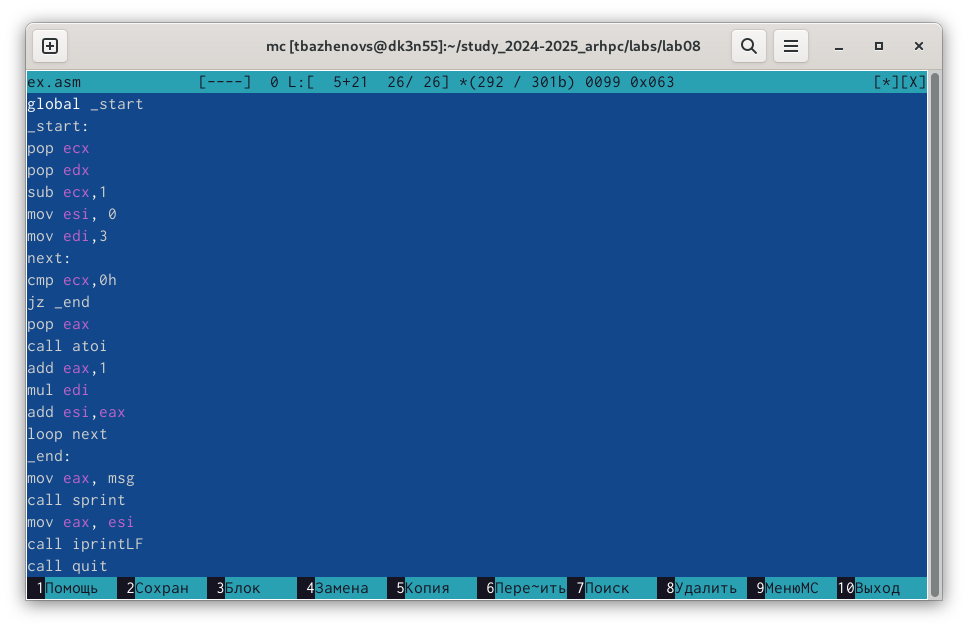 mc [tbazhenovs@dk3n55]:~/study_2024-2025_arhpc/labs/lab08
ex.asm [----] 0 L:[ 5+21 26/ 26] *(292 / 301b) 0099 0x063 [*][X]
global _start
_start:
pop ecx
pop edx
sub ecx,1
mov esi, 0
mov edi,3
next:
cmp ecx,0h
jz _end
pop eax
call atoi
add eax,1
mul edi
add esi,eax
loop next
_end:
mov eax, msg
call sprint
mov eax, esi
call iprintLF
call quit
1Помощь 2Сохран 3Блок 4Замена 5Копия 6Пере~ить 7Поиск 8Удалить 9МенюMC 10Выход